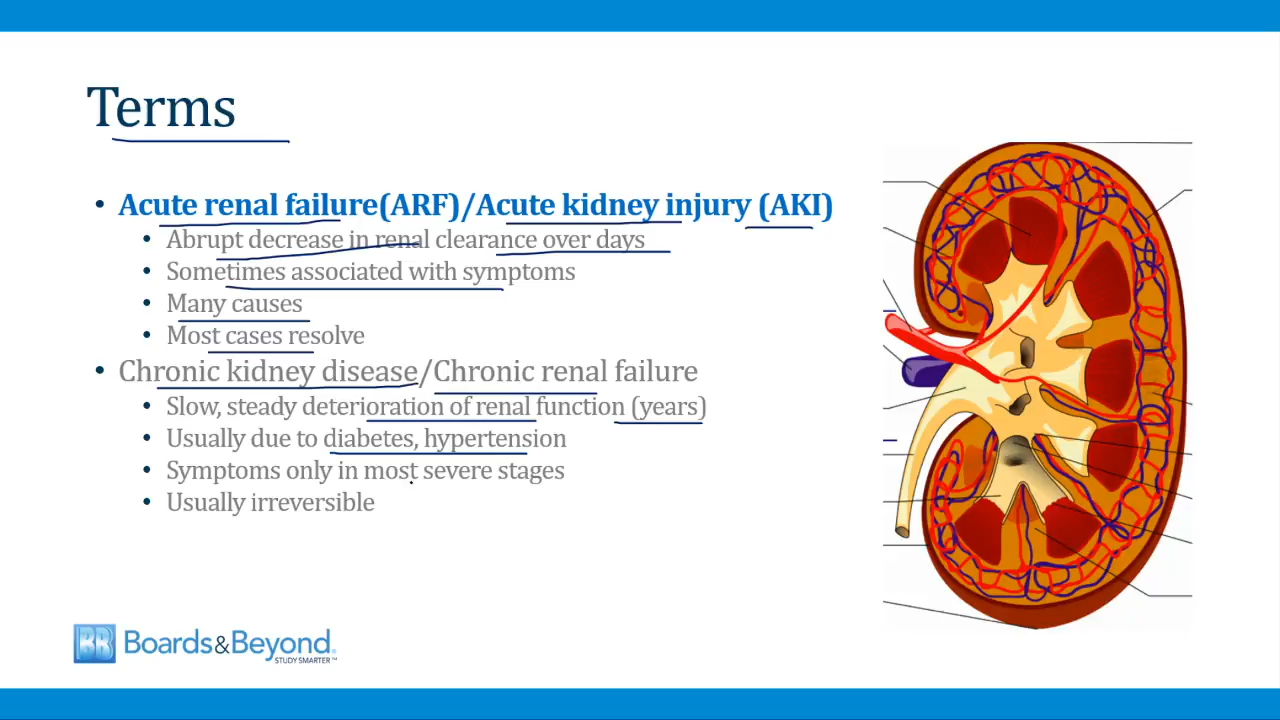 Terms
• Acute renal failure(ARF)/Acute kidney injury (AKI)
• Abrupt decrease in renal clearance over days
• Sometimes associated with symptoms
• Many causes
• Most cases resolve
• Chronic kidney disease/Chronic renal failure
• Slow, steady deterioration of renal function (years)
• Usually due to diabetes, hypertension
• Symptoms only in most severe stages
• Usually irreversible
BB Boards&Beyond.
STUDY SMARTER™